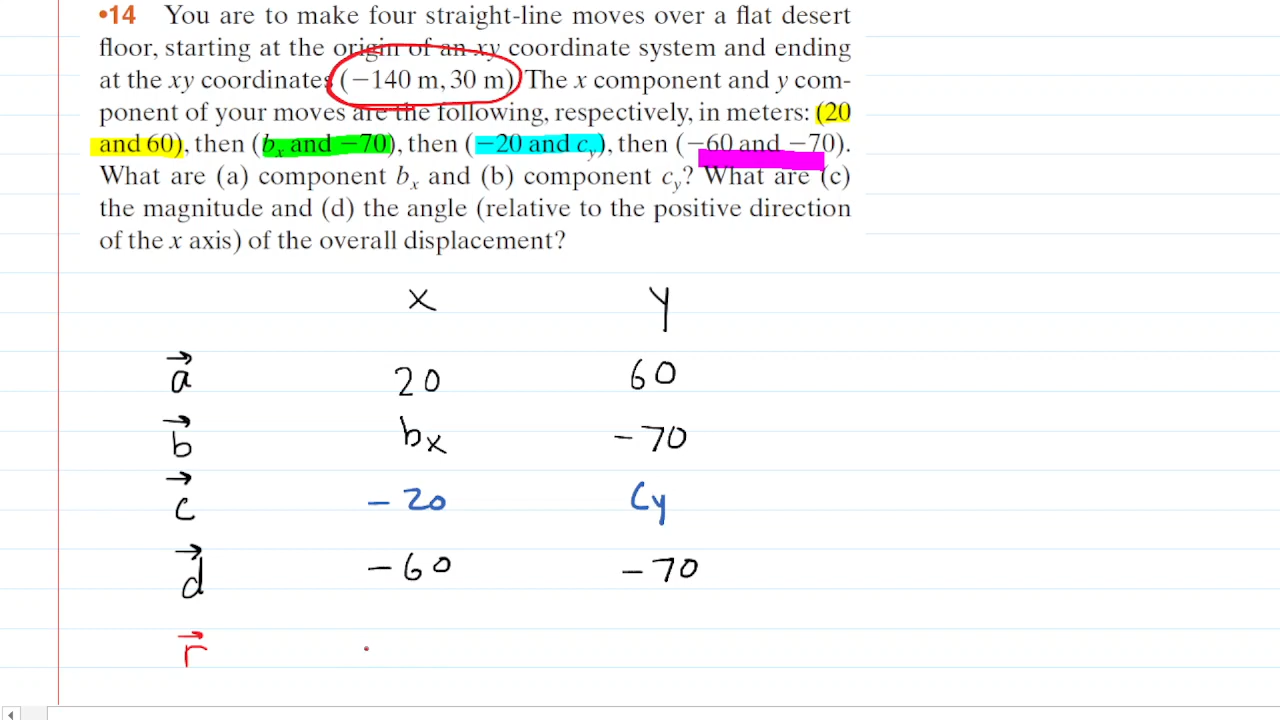 •14 You are to make four straight-line moves over a flat desert
floor, starting at the origin of an xy coordinate system and ending
at the xy coordinates (−140 m, 30 m). The x component and y com-
ponent of your moves are the following, respectively, in meters: (20
and 60), then (bₓ and −70), then (−20 and c_y), then (−60 and −70).
What are (a) component bₓ and (b) component c_y? What are (c)
the magnitude and (d) the angle (relative to the positive direction
of the x axis) of the overall displacement?
x y
a⃗ 20 60
b⃗ bₓ −70
c⃗ −20 c_y
d⃗ −60 −70
r⃗